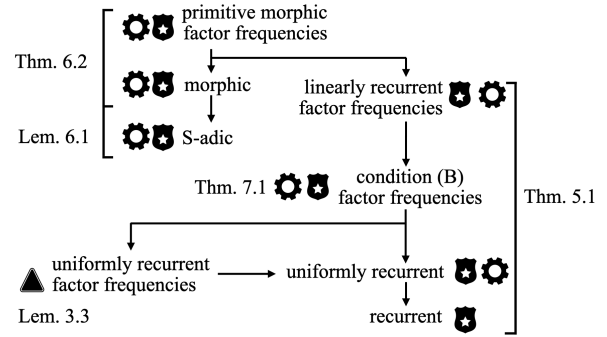 primitive morphic
factor frequencies
Thm. 6.2
morphic
linearly recurrent
factor frequencies
Lem. 6.1
S-adic
condition (B)
Thm. 7.1
factor frequencies
Thm. 5.1
uniformly recurrent
factor frequencies
uniformly recurrent
Lem. 3.3
recurrent